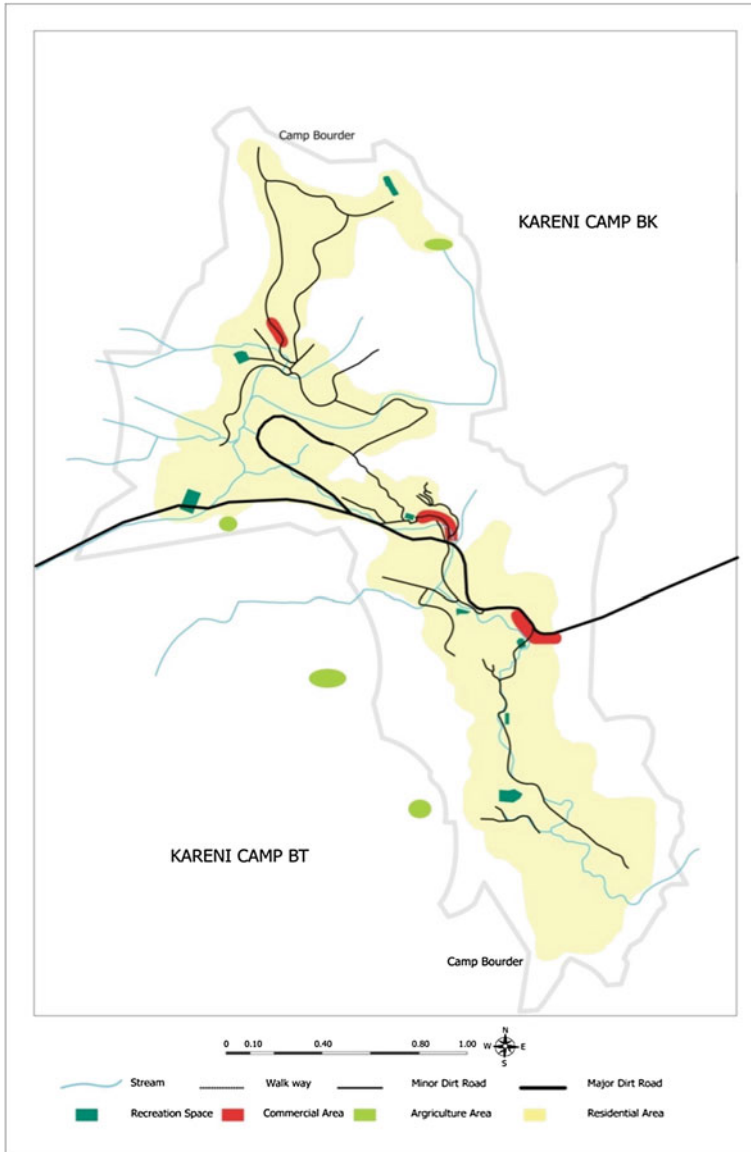 Camp Bourder
KARENI CAMP BK
KARENI CAMP BT
Camp Bourder
0 0.10 0.40 0.80 1.00
N
W E
S
Stream Walk way Minor Dirt Road Major Dirt Road
Recreation Space Commercial Area Argriculture Area Residential Area